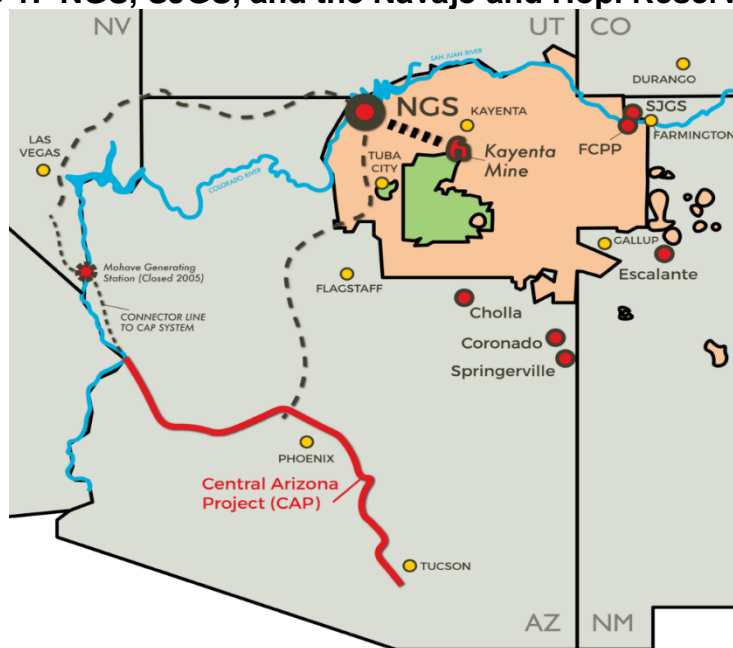 NGS, SJGS, and the Navajo and Hopi Reserv
NV
UT
CO
SAN JUAN RIVER
DURANGO
NGS
KAYENTA
SJGS
LAS
VEGAS
FCPP
FARMINGTON
Kayenta
Mine
TUBA
CITY
COLORADO RIVER
GALLUP
Mohave Generating
Station (Closed 2005)
FLAGSTAFF
Escalante
CONNECTOR LINE
TO CAP SYSTEM
Cholla
Coronado
Springerville
PHOENIX
Central Arizona
Project (CAP)
TUCSON
AZ
NM